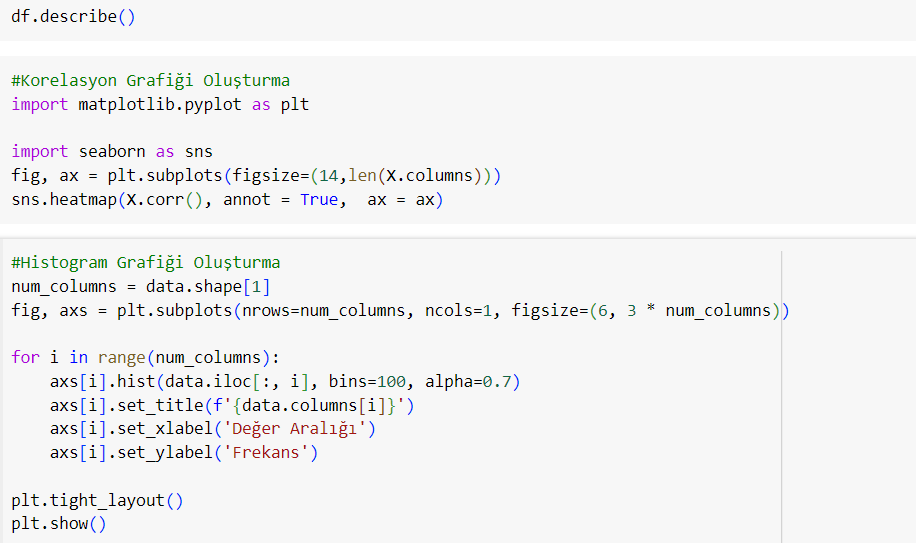 df.describe()
#Korelasyon Grafiği Oluşturma
import matplotlib.pyplot as plt
import seaborn as sns
fig, ax = plt.subplots(figsize=(14,len(X.columns)))
sns.heatmap(X.corr(), annot = True,  ax = ax)
#Histogram Grafiği Oluşturma
num_columns = data.shape[1]
fig, axs = plt.subplots(nrows=num_columns, ncols=1, figsize=(6, 3 * num_columns))
for i in range(num_columns):
    axs[i].hist(data.iloc[:, i], bins=100, alpha=0.7)
    axs[i].set_title(f'{data.columns[i]}')
    axs[i].set_xlabel('Değer Aralığı')
    axs[i].set_ylabel('Frekans')
plt.tight_layout()
plt.show()